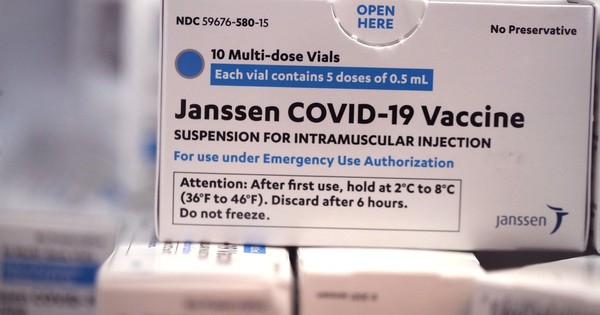 NDC 59676-580-15
OPEN
HERE
No Preservative
10 Multi-dose Vials
Each vial contains 5 doses of 0.5 mL
Janssen COVID-19 Vaccine
SUSPENSION FOR INTRAMUSCULAR INJECTION
For use under Emergency Use Authorization
Attention: After first use, hold at 2°C to 8°C
(36°F to 46°F). Discard after 6 hours.
Do not freeze.
janssen